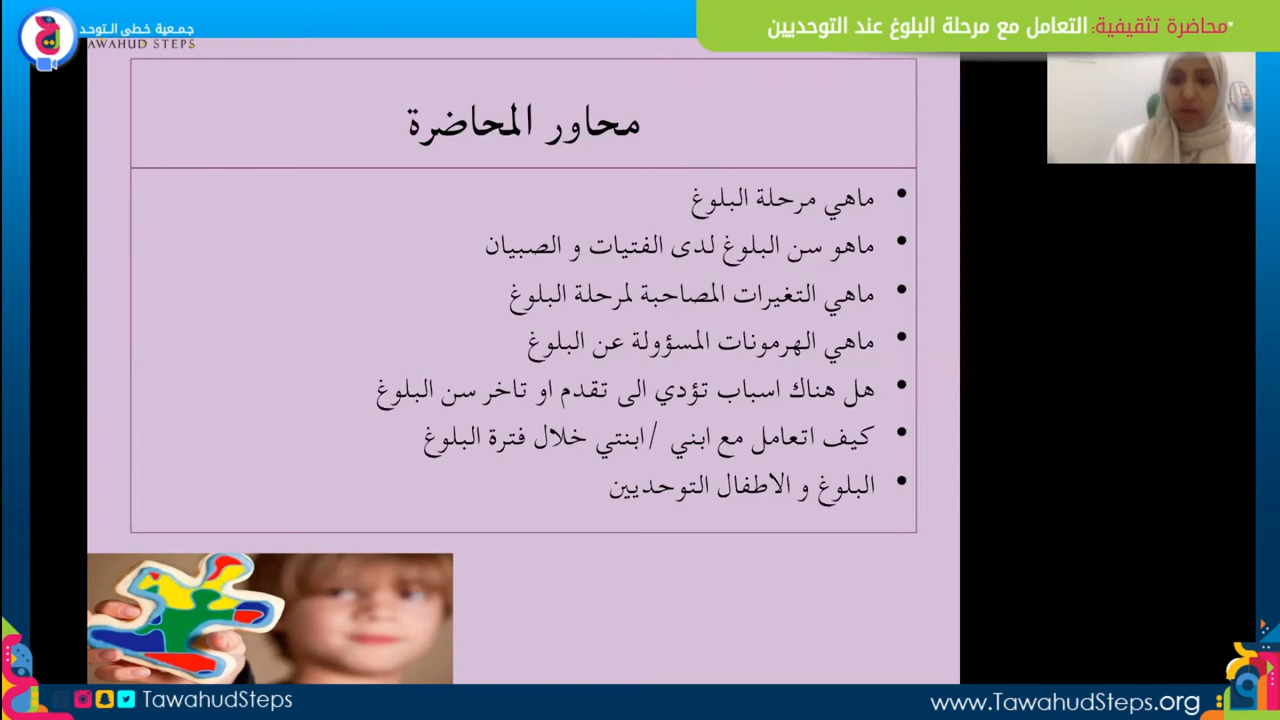 جمعية خطى التوحد
TAWAHUD STEPS
•محاضرة تثقيفية: التعامل مع مرحلة البلوغ عند التوحديين
محاور المحاضرة
• ماهي مرحلة البلوغ
• ماهو سن البلوغ لدى الفتيات و الصبيان
• ماهي التغيرات المصاحبة لمرحلة البلوغ
• ماهي الهرمونات المسؤولة عن البلوغ
• هل هناك اسباب تؤدي الى تقدم او تاخر سن البلوغ
• كيف اتعامل مع ابني /ابنتي خلال فترة البلوغ
• البلوغ و الاطفال التوحديين
TawahudSteps
www.TawahudSteps.org